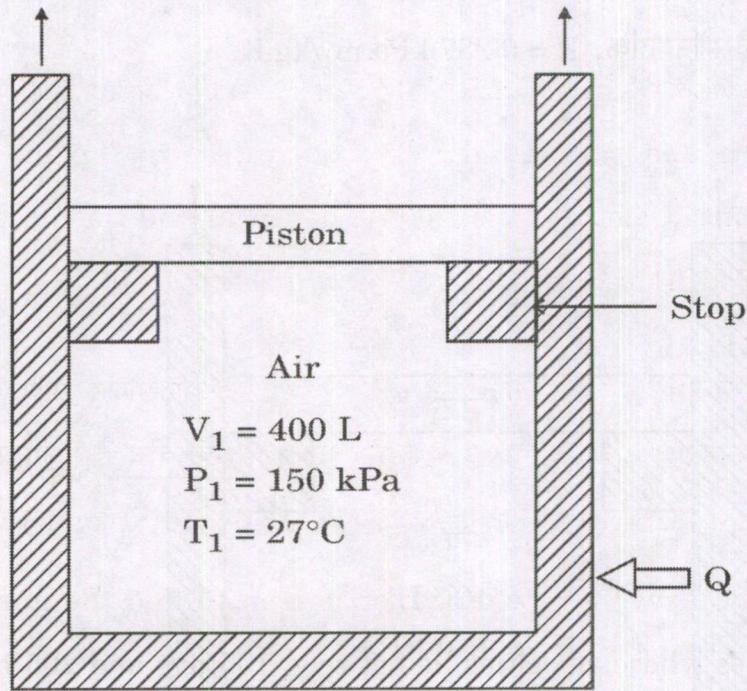 Piston
Stop
Air
V₁ = 400 L
P₁ = 150 kPa
T₁ = 27°C
Q